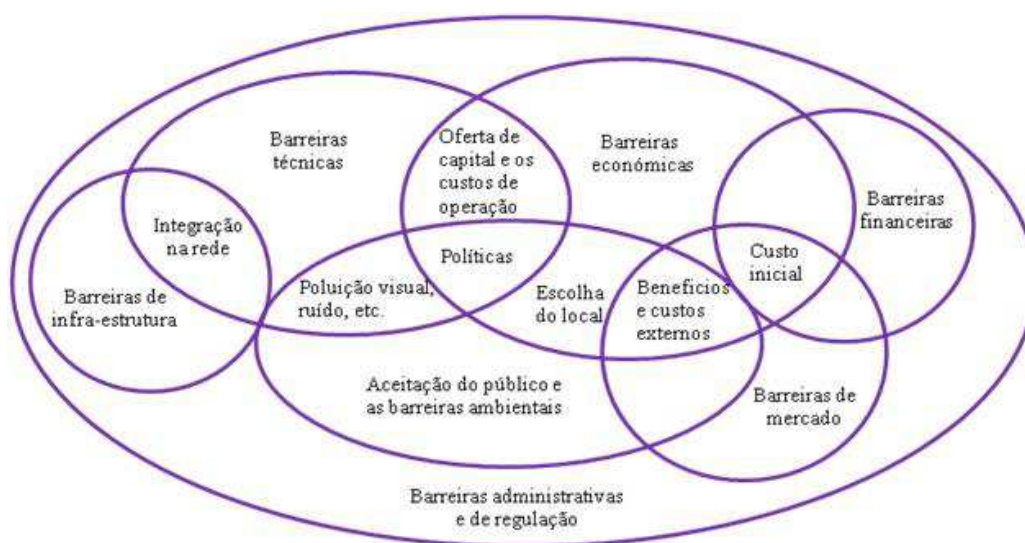 Barreiras
técnicas
Oferta de
capital e os
custos de
operação
Barreiras
económicas
Barreiras
financeiras
Integração
na rede
Políticas
Custo
inicial
Barreiras de
infra-estrutura
Poluição visual,
ruído, etc.
Escolha
do local
Beneficios
e custos
externos
Aceitação do público e
as barreiras ambientais
Barreiras de
mercado
Barreiras administrativas
e de regulação